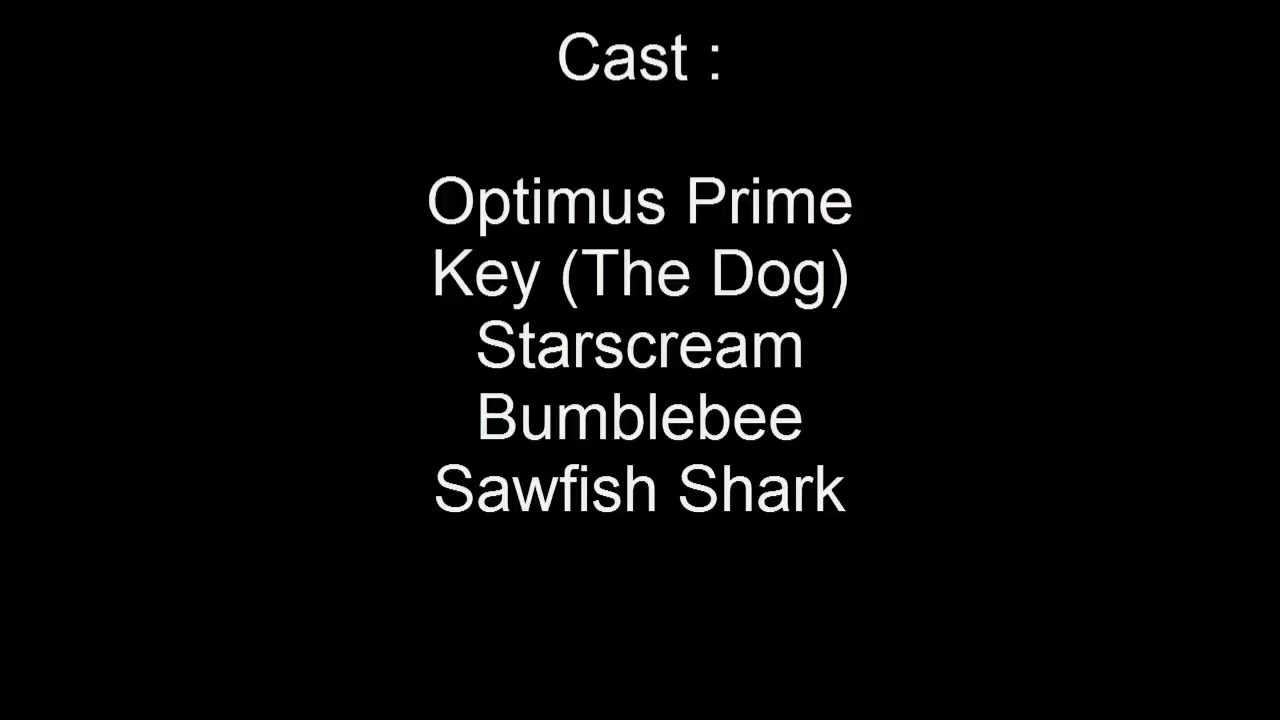 Cast :
Optimus Prime
Key (The Dog)
Starscream
Bumblebee
Sawfish Shark